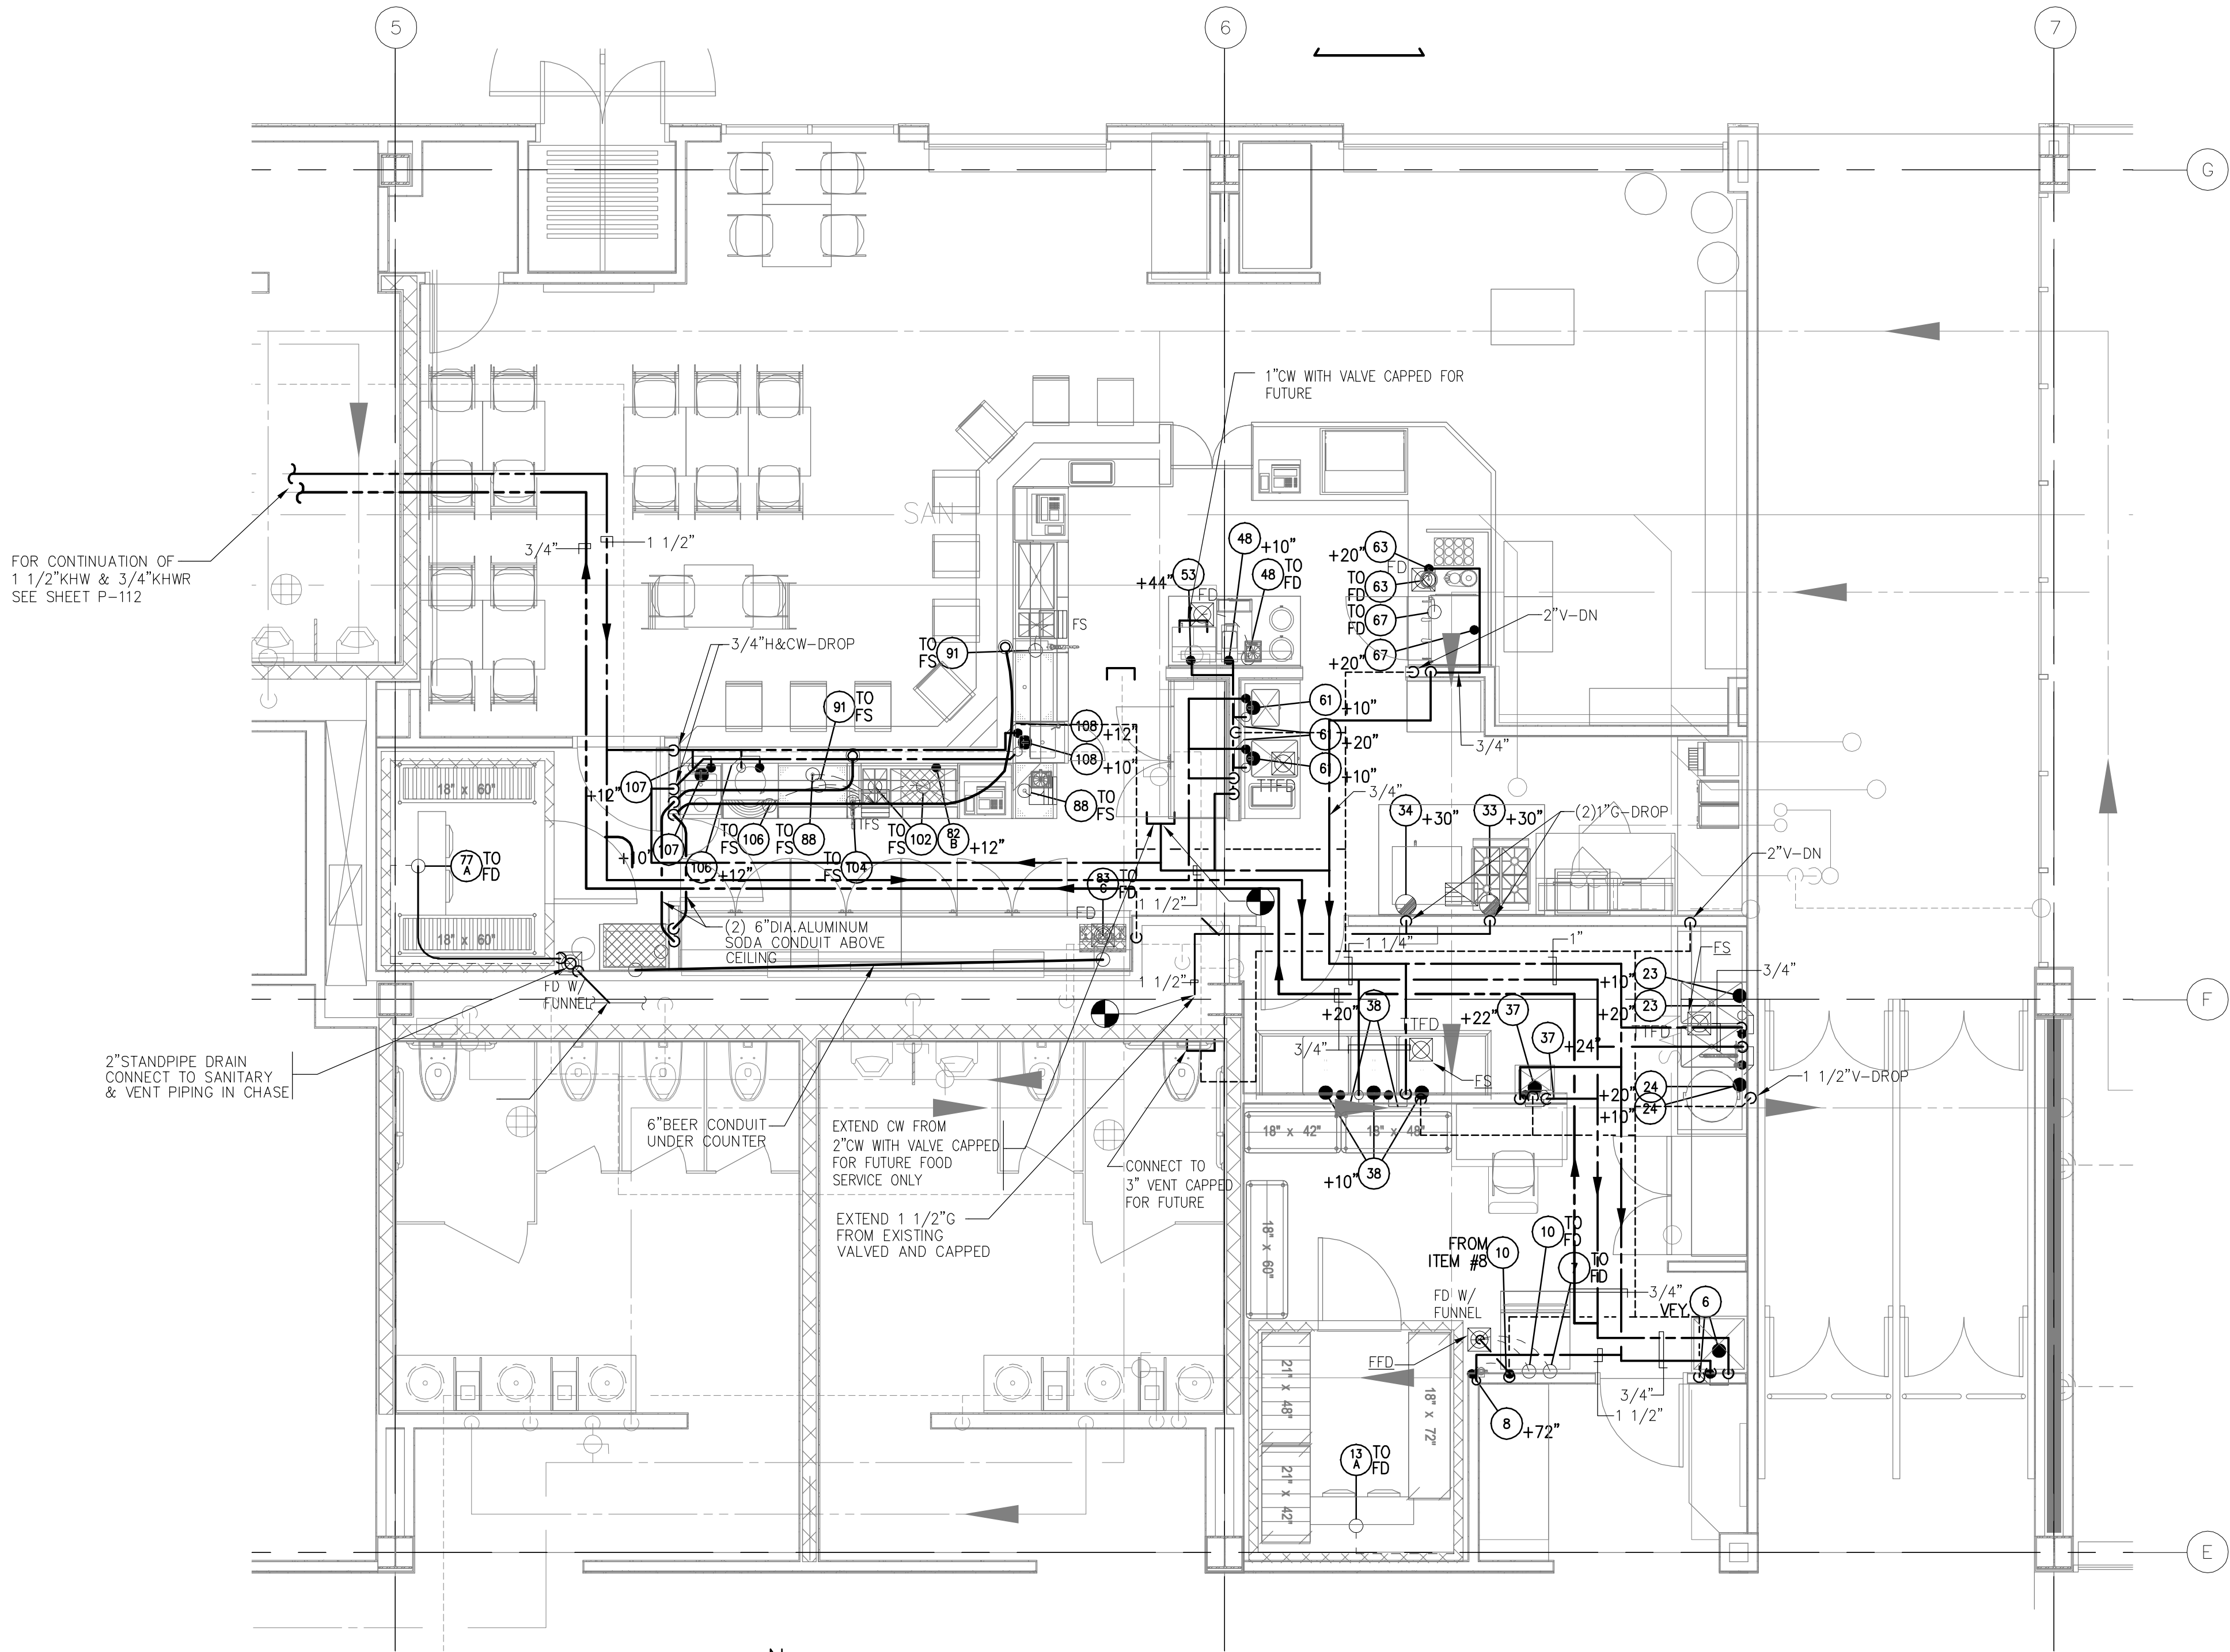 5
6
7
G
1"CW WITH VALVE CAPPED FOR
FUTURE
SAN
FOR CONTINUATION OF
1 1/2"KHW & 3/4"KHWR
SEE SHEET P-112
3/4"
1 1/2"
48
+10"
53
+44"
48
TO
FD
FD
+20"
63
FD
TO
FD
63
TO
FD
67
2"V-DN
67
+20"
3/4"H&CW-DROP
TO
FS
91
FS
91
TO
FS
61
+10"
108
+12"
61
+20"
108
+10"
61
+10"
3/4"
TTFD
3/4"
18" x 60"
107
+12"
88
TO
FS
34
+30"
33
+30"
(2)1"G-DROP
TO
FS
106
TO
FS
88
TTFS
TO
FS
102
82
B
+12"
+10"
107
106
+12"
TO
FS
104
77
A
TO
FD
83
TO
FD
2"V-DN
1 1/2"
FD
18" x 60"
(2) 6"DIA.ALUMINUM
SODA CONDUIT ABOVE
CEILING
1 1/4"
1"
FS
3/4"
23
+10"
23
+20"
FD W/
FUNNEL
1 1/2"
F
38
+20"
TTFD
37
+22"
37
+24"
TTFD
3/4"
FS
2"STANDPIPE DRAIN
CONNECT TO SANITARY
& VENT PIPING IN CHASE
24
+20"
24
+10"
1 1/2"V-DROP
6"BEER CONDUIT
UNDER COUNTER
EXTEND CW FROM
2"CW WITH VALVE CAPPED
FOR FUTURE FOOD
SERVICE ONLY
18" x 42"
18" x 48"
CONNECT TO
3" VENT CAPPED
FOR FUTURE
38
+10"
EXTEND 1 1/2"G
FROM EXISTING
VALVED AND CAPPED
18" x 60"
FROM
ITEM #8
10
10
TO
FD
7
TO
FD
FD W/
FUNNEL
3/4"
VFY.
6
FFD
21" x 48"
18" x 72"
3/4"
1 1/2"
8
+72"
13
A
TO
FD
21" x 42"
E